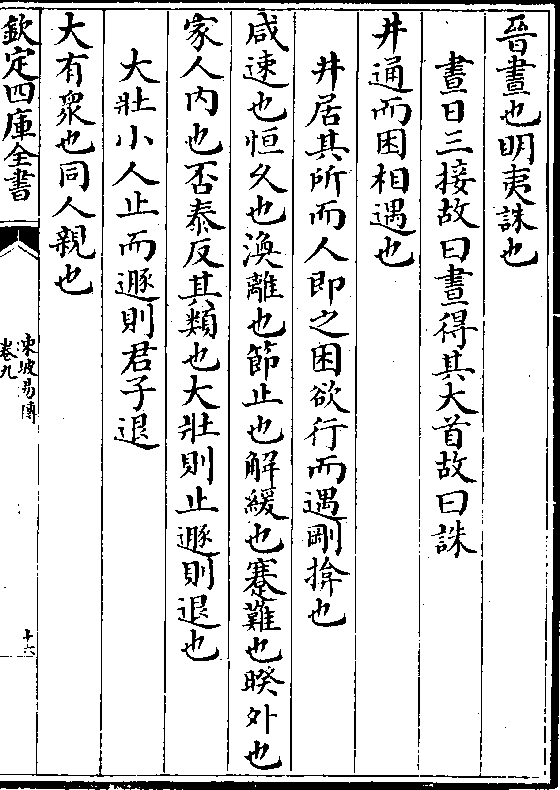 晉晝也明夷誅也
晝日三接故曰晝得其大首故曰誅
井通而困相遇也
井居其所而人即之困欲行而遇剛揜也
咸速也恒久也渙離也節止也解緩也蹇難也睽外也
家人内也否泰反其類也大壯則止遯則退也
大壯小人止而遯則君子退
大有衆也同人親也
欽定四庫全書
東坡易傳
卷九
十六